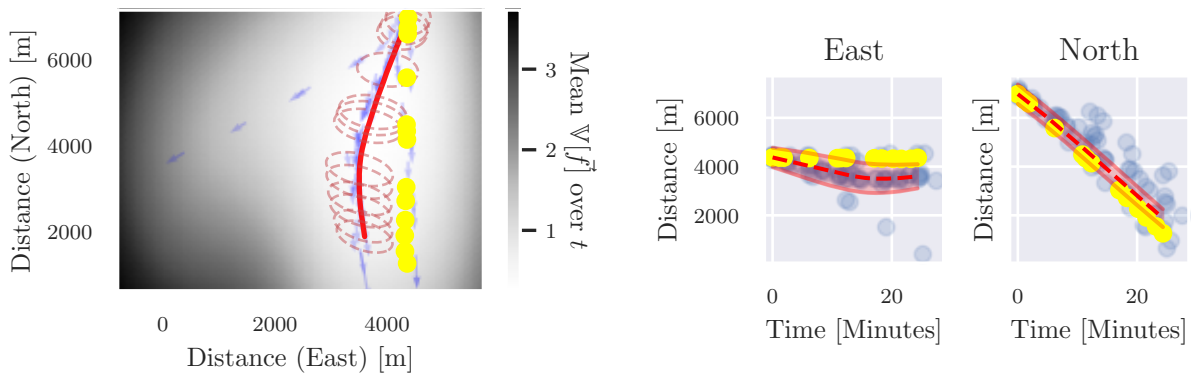 6000
4000
2000
Distance (North) [m]
0
2000
4000
Distance (East) [m]
3
2
1
Mean 𝕍[f⃗] over t
East
6000
4000
2000
Distance [m]
0
20
Time [Minutes]
North
Distance [m]
0
20
Time [Minutes]